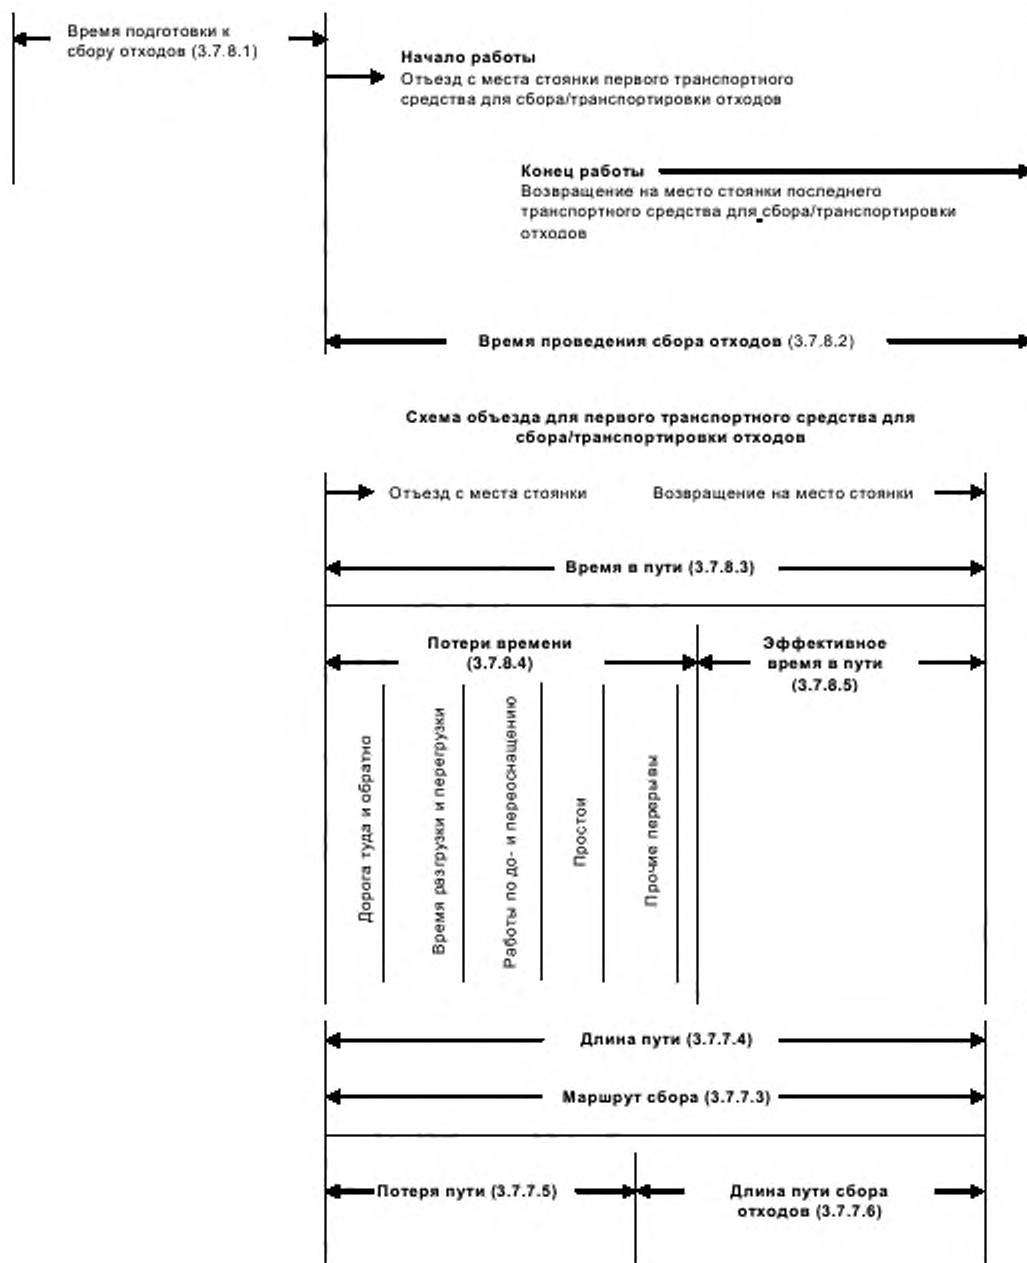 Время подготовки к
сбору отходов (3.7.8.1)
Начало работы
Отъезд с места стоянки первого транспортного
средства для сбора/транспортировки отходов
Конец работы
Возвращение на место стоянки последнего
транспортного средства для сбора/транспортировки
отходов
Время проведения сбора отходов (3.7.8.2)
Схема объезда для первого транспортного средства для
сбора/транспортировки отходов
Отъезд с места стоянки
Возвращение на место стоянки
Время в пути (3.7.8.3)
Потери времени
(3.7.8.4)
Эффективное
время в пути
(3.7.8.5)
Дорога туда и обратно
Время разгрузки и перегрузки
Работы по до- и переоснащению
Простои
Прочие перерывы
Длина пути (3.7.7.4)
Маршрут сбора (3.7.7.3)
Потеря пути (3.7.7.5)
Длина пути сбора
отходов (3.7.7.6)